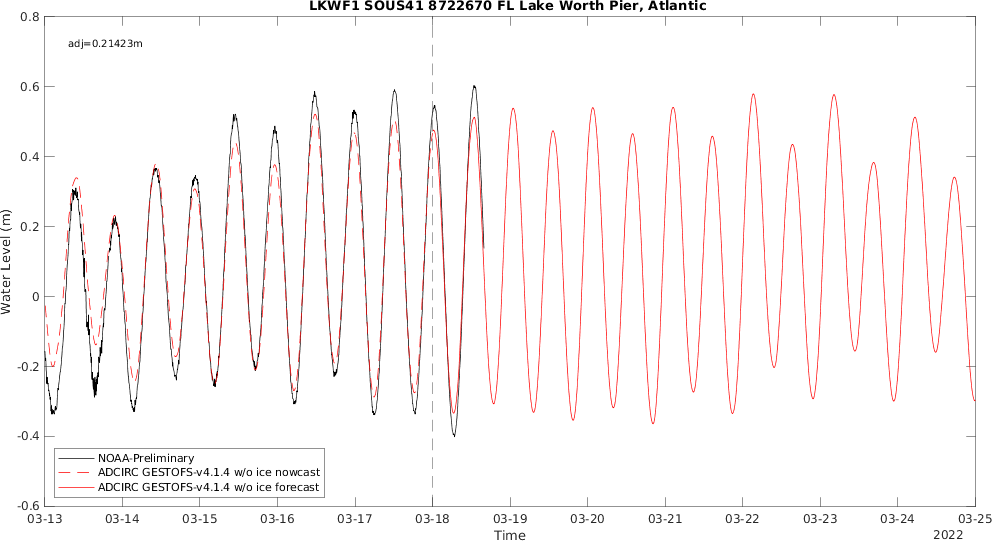 LKWF1 SOUS41 8722670 FL Lake Worth Pier, Atlantic
0.8
adj=0.21423m
0.6
0.4
0.2
Water Level (m)
0
-0.2
-0.4
NOAA-Preliminary
ADCIRC GESTOFS-v4.1.4 w/o ice nowcast
ADCIRC GESTOFS-v4.1.4 w/o ice forecast
-0.6
03-13 03-14 03-15 03-16 03-17 03-18 03-19 03-20 03-21 03-22 03-23 03-24 03-25
Time
2022